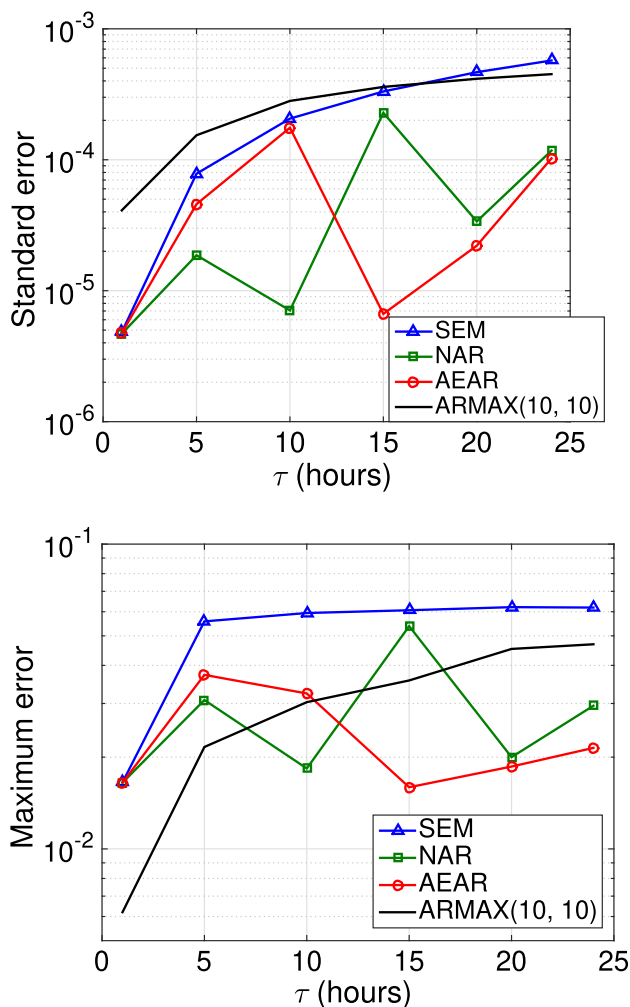 10-3
10-4
10-5
10-6
Standard error
0 5 10 15 20 25
τ (hours)
SEM
NAR
AEAR
ARMAX(10, 10)
10-1
10-2
Maximum error
0 5 10 15 20 25
τ (hours)
SEM
NAR
AEAR
ARMAX(10, 10)